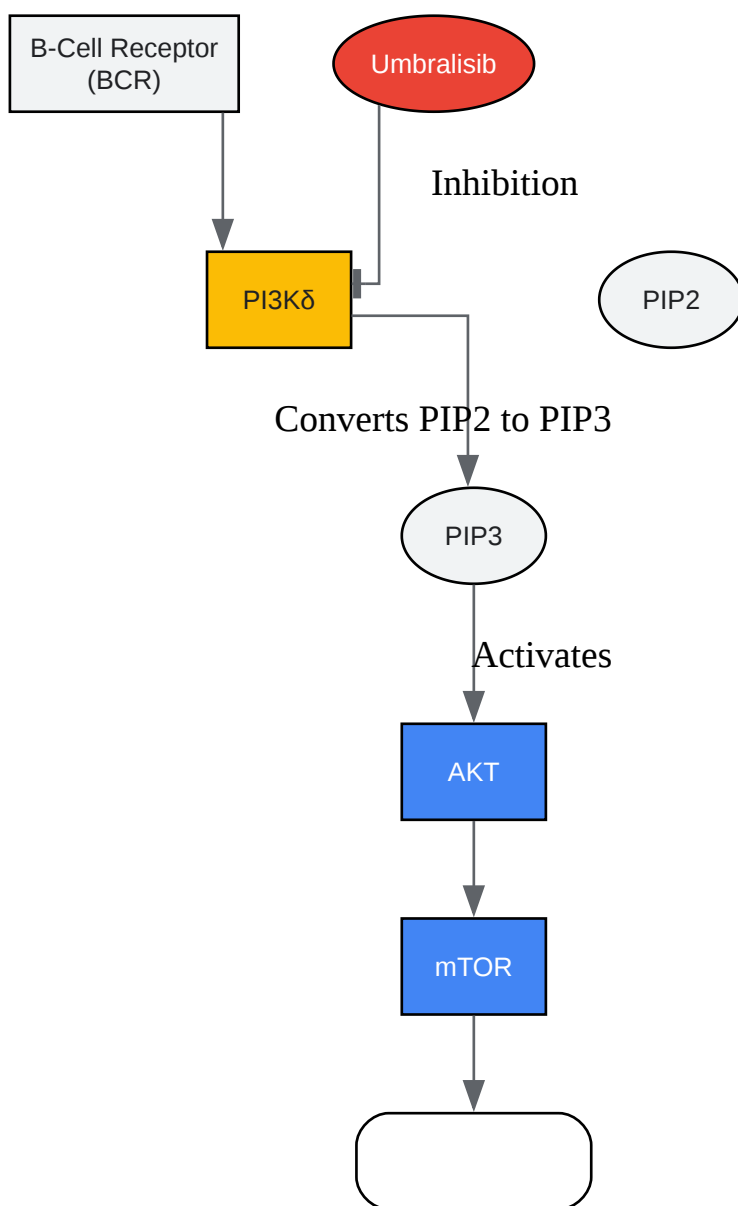 B-Cell Receptor
(BCR)
Umbralisib
Inhibition
PI3Kδ
PIP2
Converts PIP2 to PIP3
PIP3
Activates
AKT
mTOR